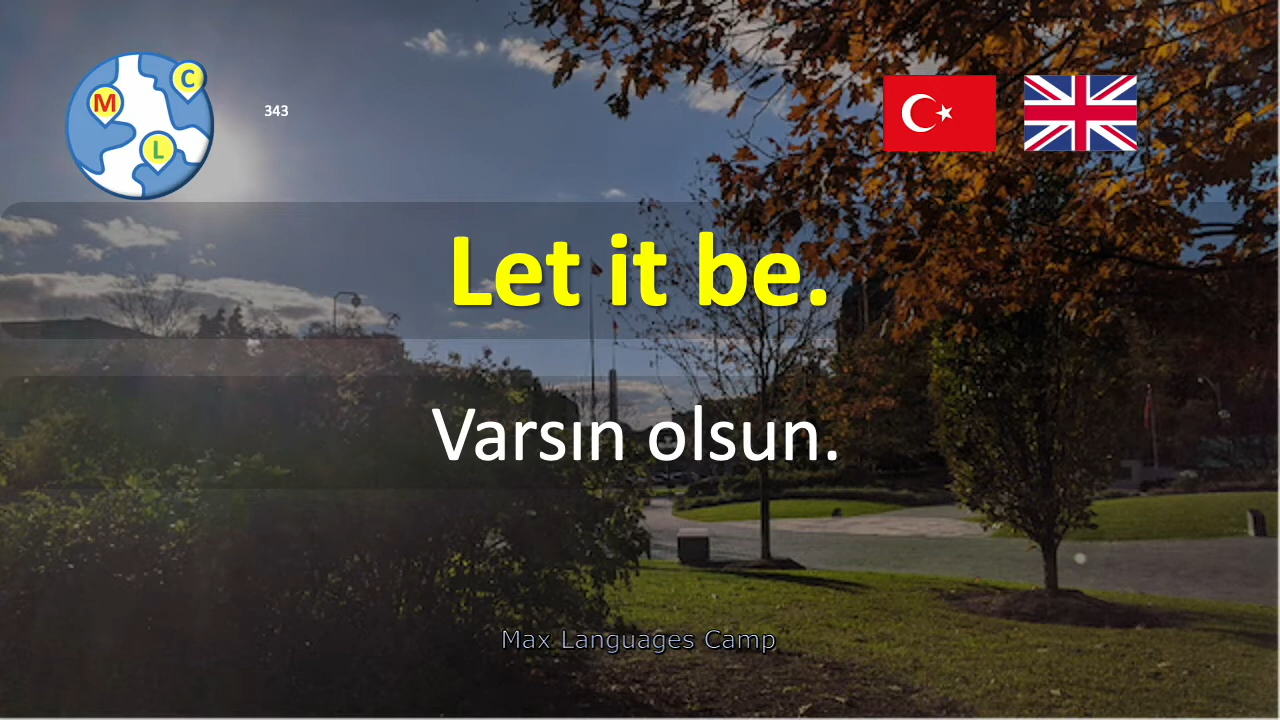 M
C
L
343
Let it be.
Varsın olsun.
Max Languages Camp